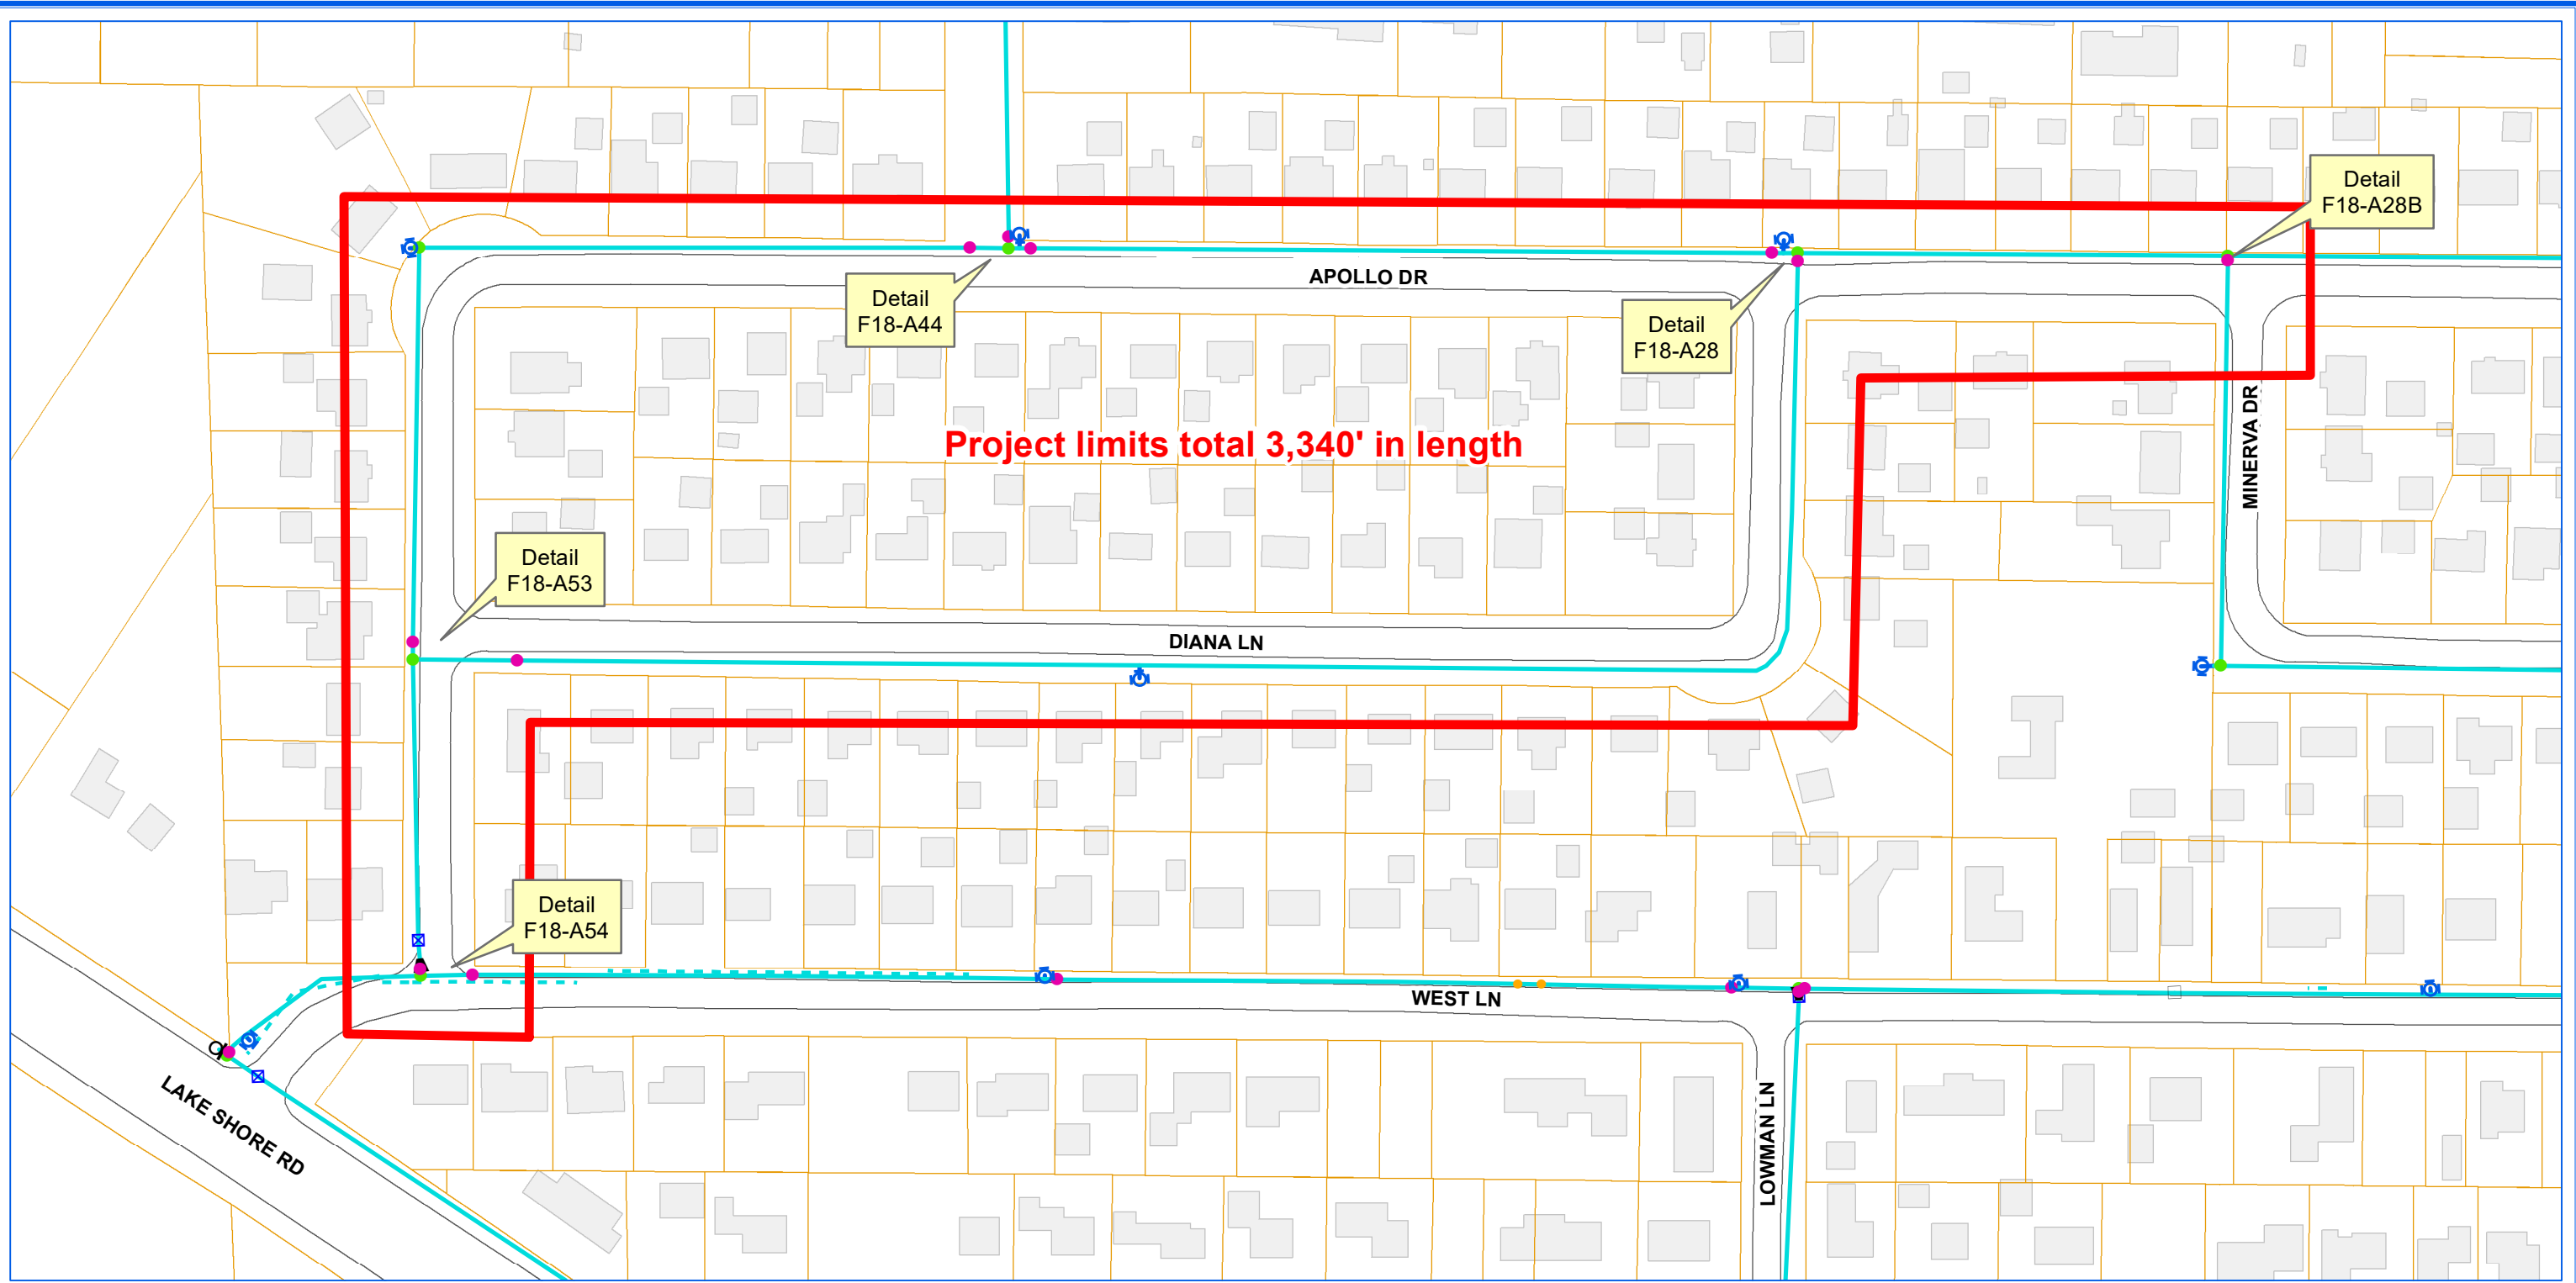 Detail
F18-A28B
APOLLO DR
Detail
F18-A44
Detail
F18-A28
MINERVA DR
Project limits total 3,340' in length
Detail
F18-A53
DIANA LN
Detail
F18-A54
WEST LN
LAKE SHORE RD
LOWMAN LN